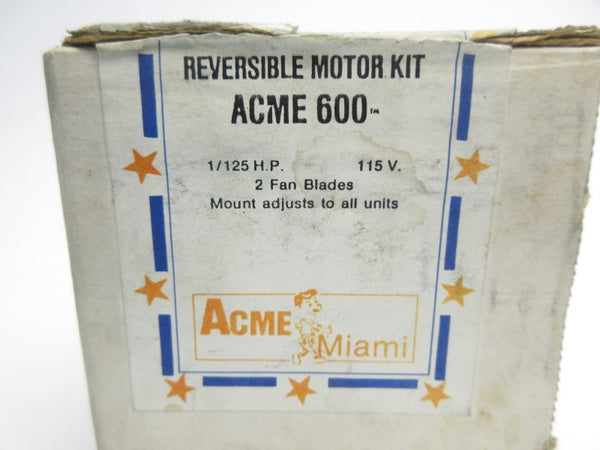 REVERSIBLE MOTOR KIT
ACME 600™
1/125 H.P. 115 V.
2 Fan Blades
Mount adjusts to all units
ACME Miami